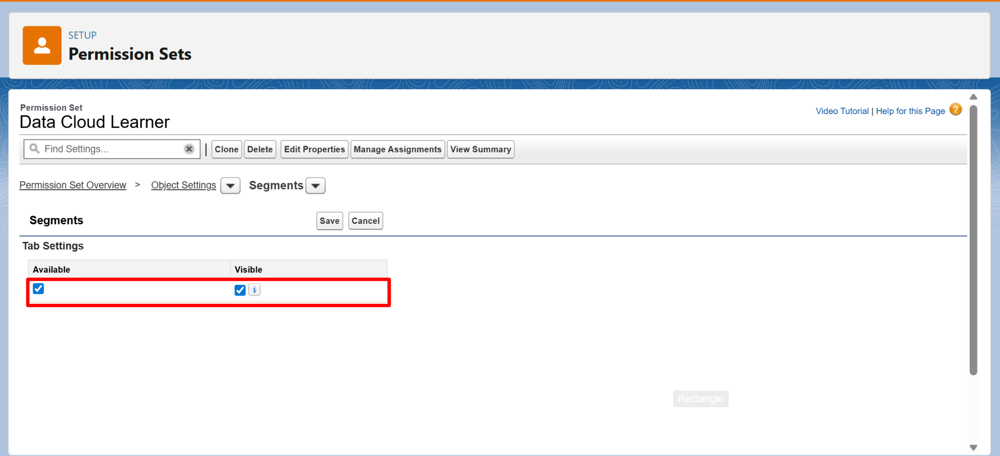 SETUP
Permission Sets
Permission Set
Data Cloud Learner
Video Tutorial | Help for this Page ?
Find Settings...
Clone
Delete
Edit Properties
Manage Assignments
View Summary
Permission Set Overview > Object Settings Segments
Segments
Save
Cancel
Tab Settings
Available Visible
i
Rectangle